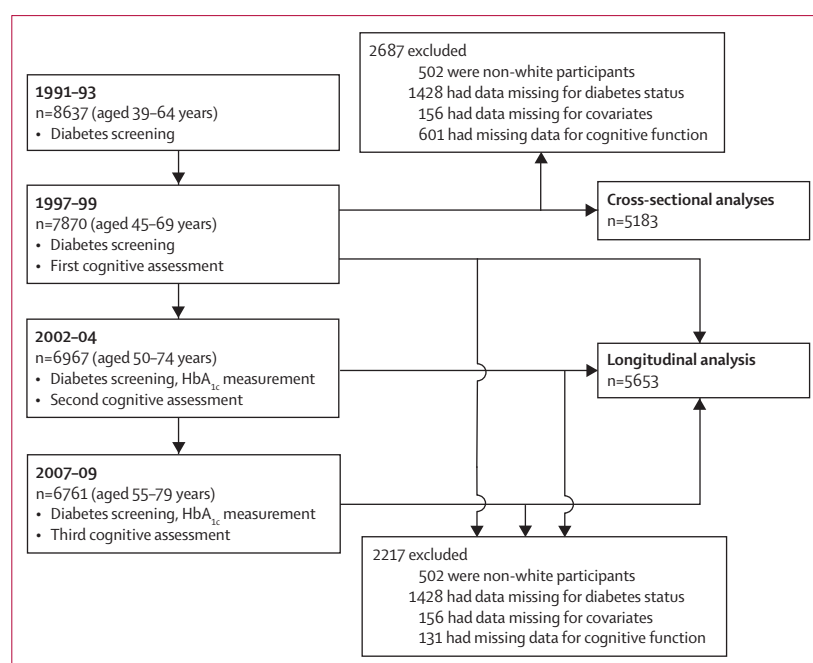 1991–93
n=8637 (aged 39–64 years)
• Diabetes screening
1997–99
n=7870 (aged 45–69 years)
• Diabetes screening
• First cognitive assessment
2002–04
n=6967 (aged 50–74 years)
• Diabetes screening, HbA1c measurement
• Second cognitive assessment
2007–09
n=6761 (aged 55–79 years)
• Diabetes screening, HbA1c measurement
• Third cognitive assessment
2687 excluded
502 were non-white participants
1428 had data missing for diabetes status
156 had data missing for covariates
601 had missing data for cognitive function
Cross-sectional analyses
n=5183
Longitudinal analysis
n=5653
2217 excluded
502 were non-white participants
1428 had data missing for diabetes status
156 had data missing for covariates
131 had missing data for cognitive function